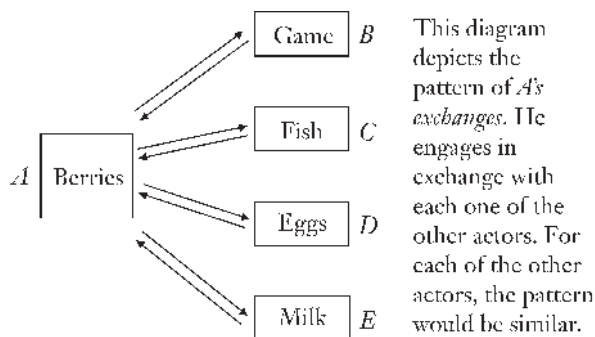 Game B
Fish C
A Berries
Eggs D
Milk E
This diagram
depicts the
pattern of A's
exchanges. He
engages in
exchange with
each one of the
other actors. For
each of the other
actors, the pattern
would be similar.